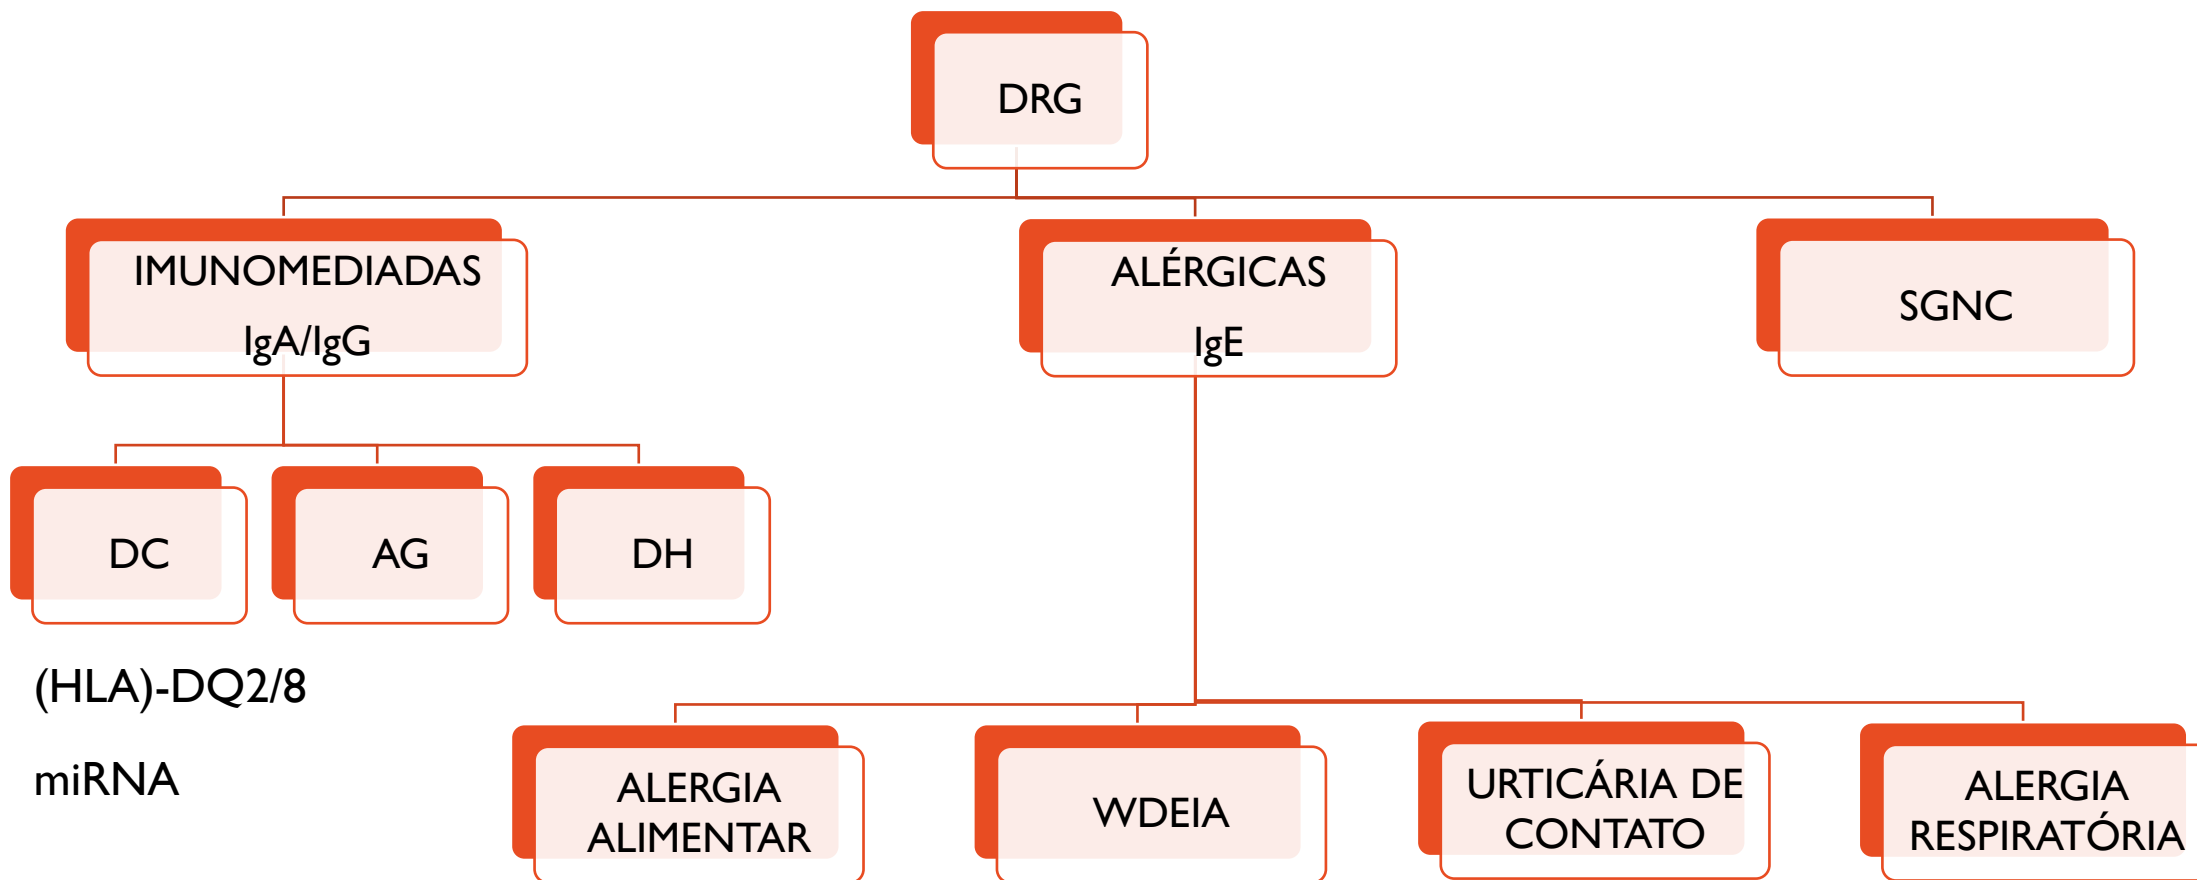 DRG
IMUNOMEDIADAS
IgA/IgG
ALÉRGICAS
IgE
SGNC
DC
AG
DH
(HLA)-DQ2/8
miRNA
ALERGIA
ALIMENTAR
WDEIA
URTICÁRIA DE
CONTATO
ALERGIA
RESPIRATÓRIA